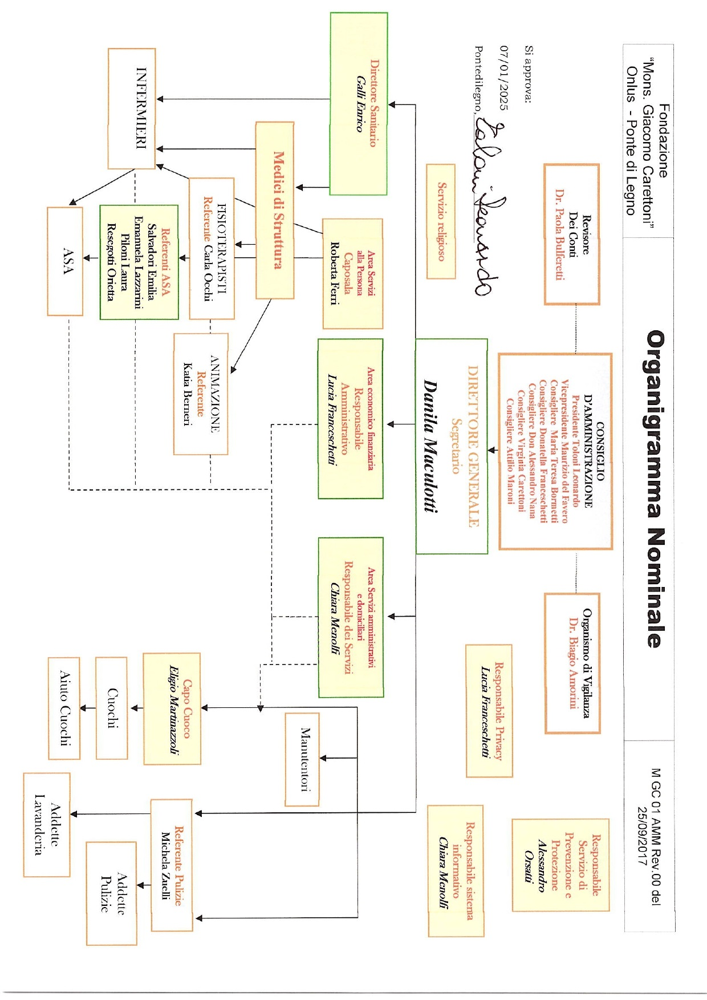 Fondazione
“Mons. Giacomo Carettoni”
Onlus - Ponte di Legno
Organigramma Nominale
M GC 01 AMM Rev.00 del
25/09/2017
Si approva:
07/01/2025
Pontedilegno,
Revisore
Dei Conti
Dr. Paola Bulferetti
CONSIGLIO
D'AMMINISTRAZIONE
Presidente Toloni Leonardo
Vicepresidente Maurizio del Favero
Consigliere Maria Teresa Bormetti
Consigliere Donatella Franceschetti
Consigliere Don Alessandro Nana
Consigliere Virginia Carettoni
Consigliere Attilio Maroni
Organismo di Vigilanza
Dr. Biagio Amorini
Responsabile
Servizio di
Prevenzione e
Protezione
Alessandro
Orsatti
Servizio religioso
DIRETTORE GENERALE
Segretario
Danila Maculotti
Responsabile Privacy
Lucia Franceschetti
Responsabile sistema
informativo
Chiara Menolfi
Direttore Sanitario
Galli Enrico
Area Servizi
alla Persona
Caposala
Roberta Ferri
Area economico finanziaria
Responsabile
Amministrativo
Lucia Franceschetti
Area Servizi amministrativi
e domiciliari
Responsabile dei Servizi
Chiara Menolfi
Medici di Struttura
Manutentori
FISIOTERAPISTI
Referente Carla Occhi
ANIMAZIONE
Referente
Katia Berneri
Capo Cuoco
Eligio Martinazzoli
Referente Pulizie
Michela Zuelli
INFERMIERI
Referenti ASA
Salvadori Emilia
Emanuela Lazzarini
Piloni Laura
Resegotti Orietta
Cuochi
Addette
Pulizie
ASA
Aiuto Cuochi
Addette
Lavanderia